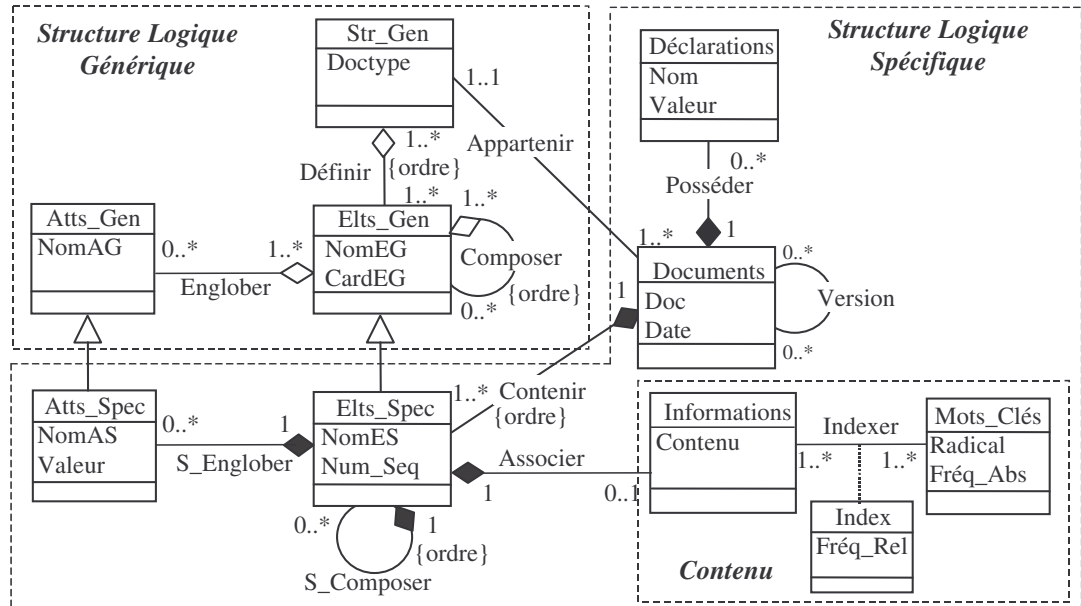 Structure Logique
Générique
Str_Gen
Doctype
1..1
Appartenir
1..*
Définir
1..*
{ordre}
1..*
Atts_Gen
NomAG
0..*
Englober
1..*
Elts_Gen
NomEG
CardEG
1..*
Composer
{ordre}
0..*
Structure Logique
Spécifique
Déclarations
Nom
Valeur
0..*
Posséder
1
Documents
Doc
Date
0..*
Version
0..*
1
Contenir
{ordre}
1..*
Atts_Spec
NomAS
Valeur
0..*
S_Englober
1
Elts_Spec
NomES
Num_Seq
0..*
1
{ordre}
S_Composer
Associer
1
0..1
Informations
Contenu
Indexer
1..*
1..*
Mots_Clés
Radical
Fréq_Abs
Index
Fréq_Rel
Contenu